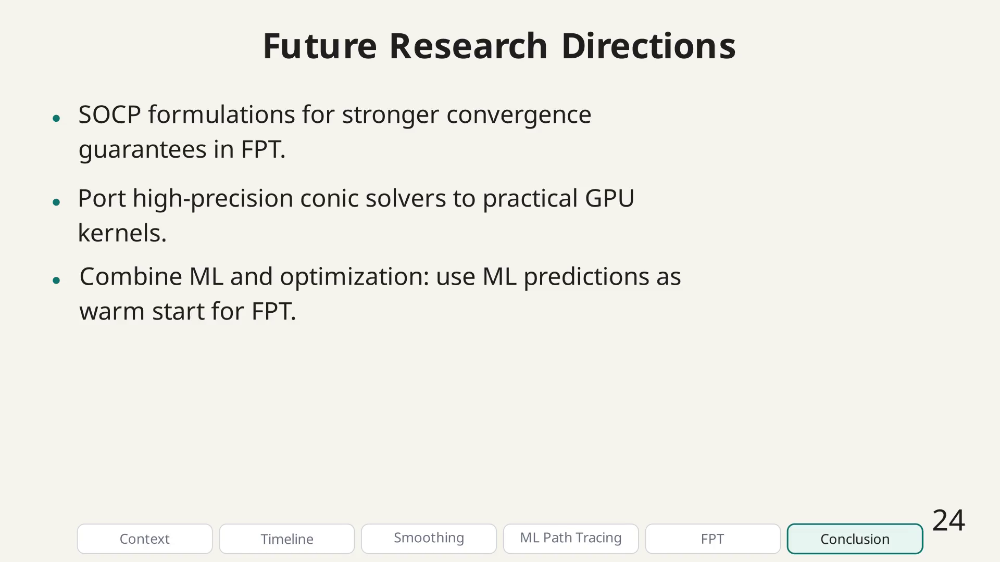 Future Research Directions
SOCP formulations for stronger convergence
guarantees in FPT.
Port high-precision conic solvers to practical GPU
kernels.
Combine ML and optimization: use ML predictions as
warm start for FPT.
24
Context
Timeline
Smoothing
ML Path Tracing
FPT
Conclusion